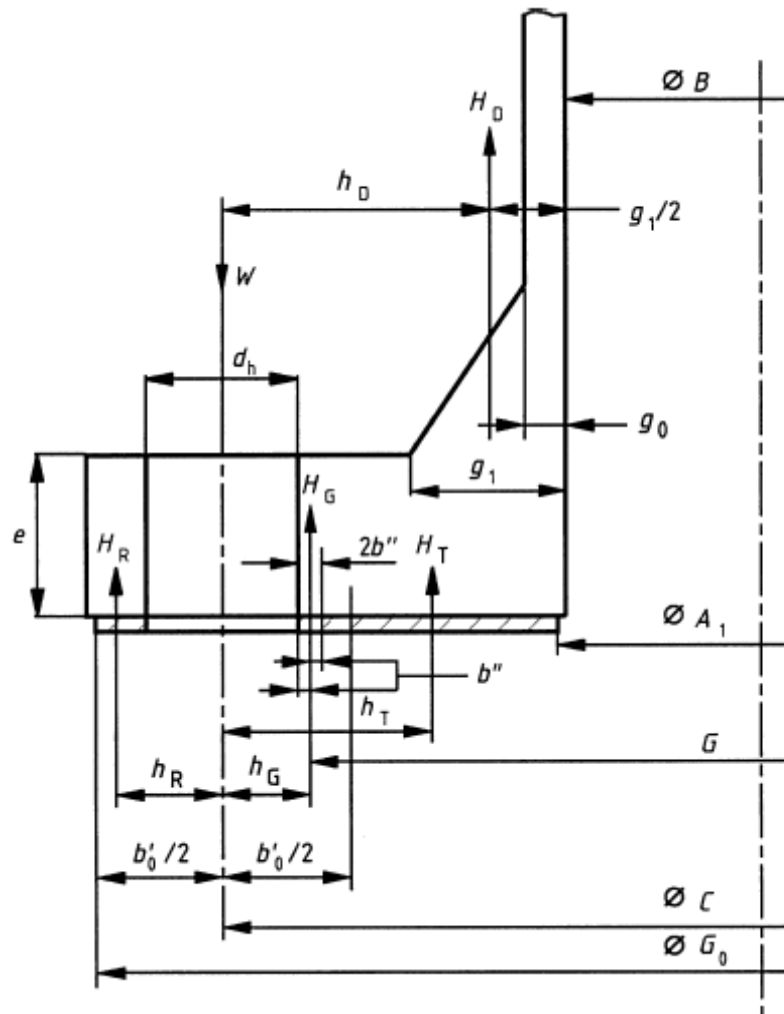 Ø B
H_D
h_D
g_1/2
W
d_h
g_0
g_1
H_G
e
2b''
H_R
H_T
Ø A_1
b''
h_T
G
h_R
h_G
b'_0/2
b'_0/2
Ø C
Ø G_0